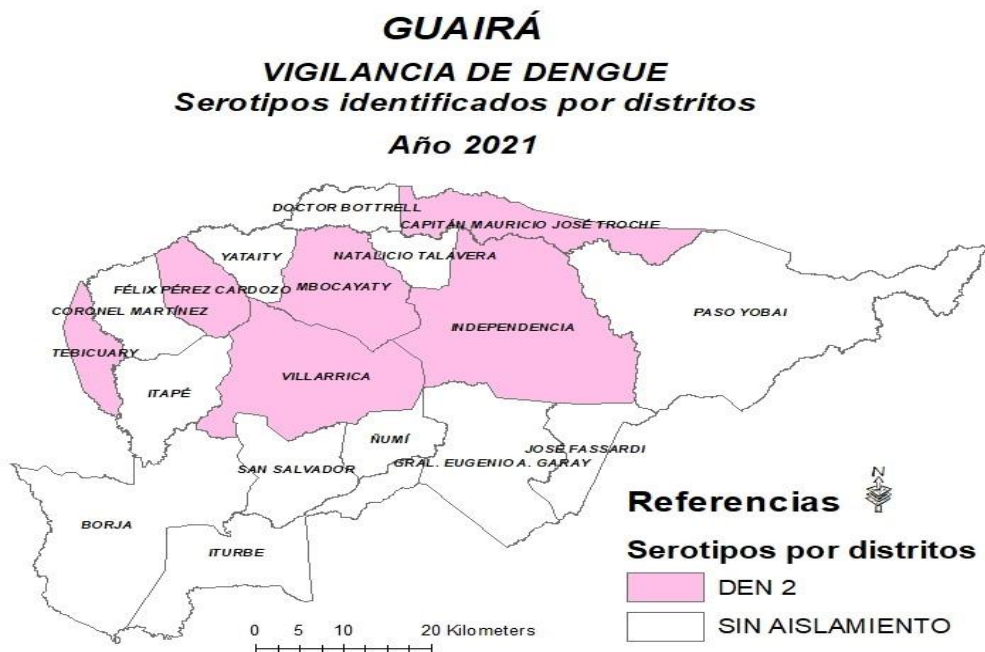 GUAIRÁ
VIGILANCIA DE DENGUE
Serotipos identificados por distritos
Año 2021
DOCTOR BOTTRELL
CAPITÁN MAURICIO JOSÉ TROCHE
YATAITY
NATALICIO TALAVERA
FÉLIX PÉREZ CARDOZO
MBOCAYATY
CORONEL MARTÍNEZ
INDEPENDENCIA
PASO YOBAI
TEBICUARY
VILLARRICA
ITAPÉ
ÑUMÍ
JOSÉ FASSARDI
SAN SALVADOR
GRAL. EUGENIO A. GARAY
BORJA
ITURBE
N
Referencias
Serotipos por distritos
DEN 2
SIN AISLAMIENTO
0 5 10 20 Kilometers